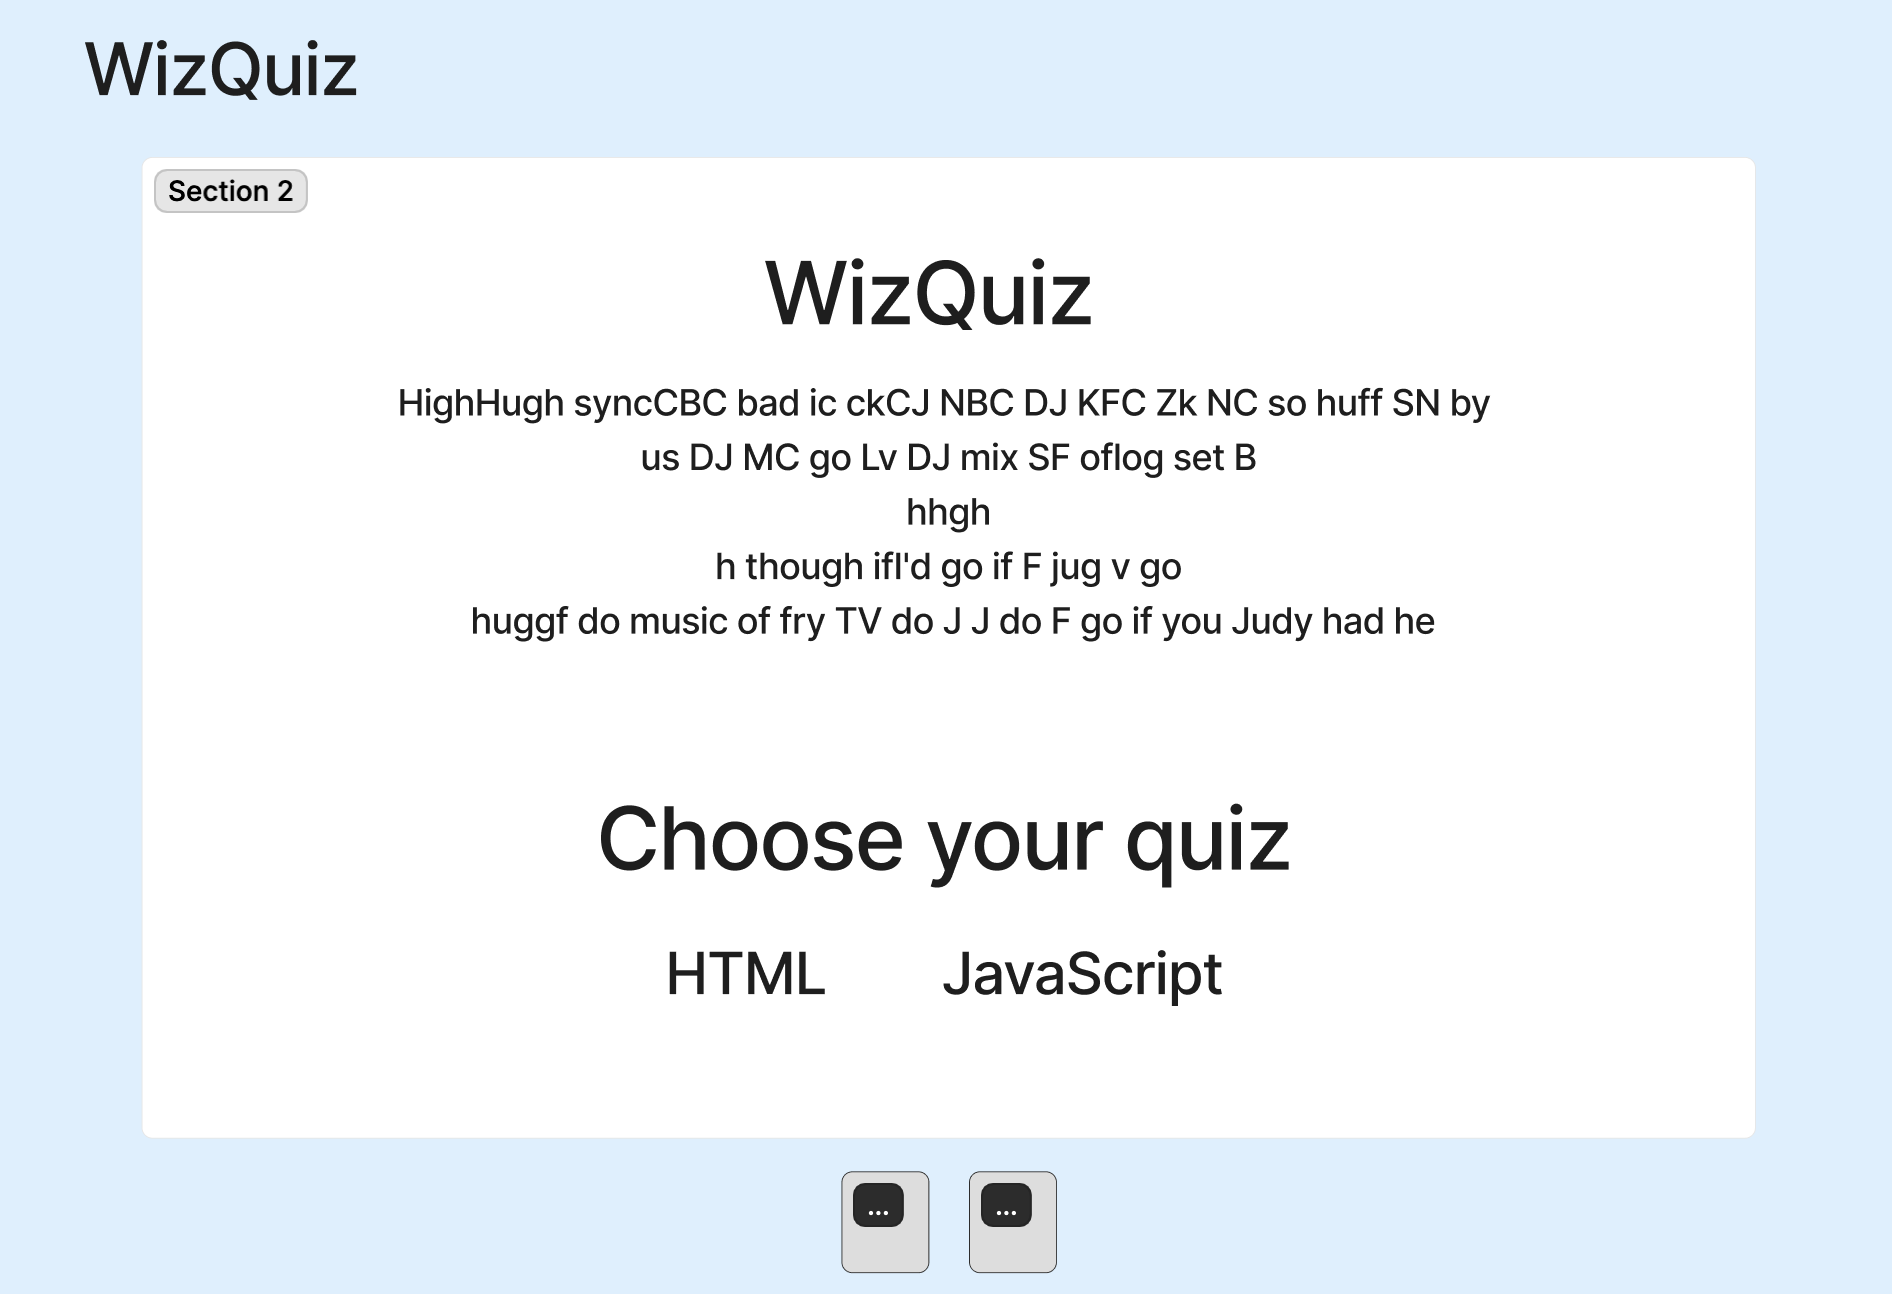 WizQuiz
Section 2
WizQuiz
HighHugh syncCBC bad ic ckCJ NBC DJ KFC Zk NC so huff SN by
us DJ MC go Lv DJ mix SF oflog set B
hhgh
h though ifI'd go if F jug v go
huggf do music of fry TV do J J do F go if you Judy had he
Choose your quiz
HTML JavaScript
... ...